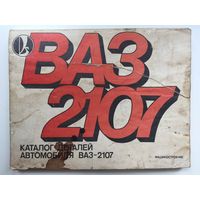 ВАЗ
2107
КАТАЛОГ ДЕТАЛЕЙ
АВТОМОБИЛЯ ВАЗ-2107
МАШИНОСТРОЕНИЕ